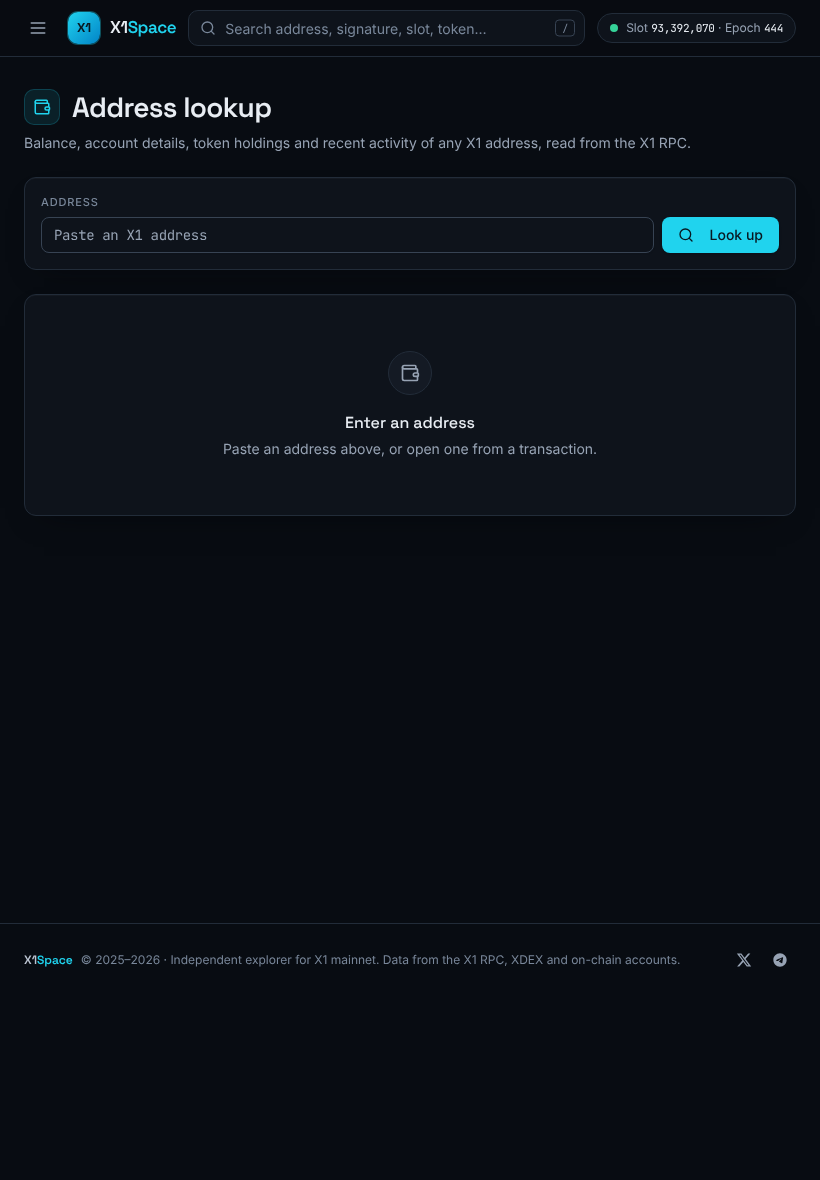 X1 X1Space Search address, signature, slot, token... / Slot 93,392,070 · Epoch 444
Address lookup
Balance, account details, token holdings and recent activity of any X1 address, read from the X1 RPC.
ADDRESS
Paste an X1 address Look up
Enter an address
Paste an address above, or open one from a transaction.
X1Space © 2025–2026 · Independent explorer for X1 mainnet. Data from the X1 RPC, XDEX and on-chain accounts.